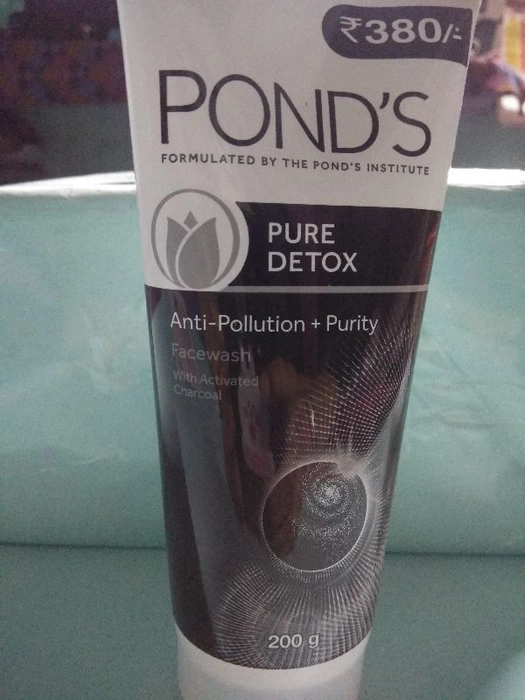 ₹380/-
POND'S
FORMULATED BY THE POND'S INSTITUTE
PURE
DETOX
Anti-Pollution + Purity
Facewash
With Activated
Charcoal
200 g